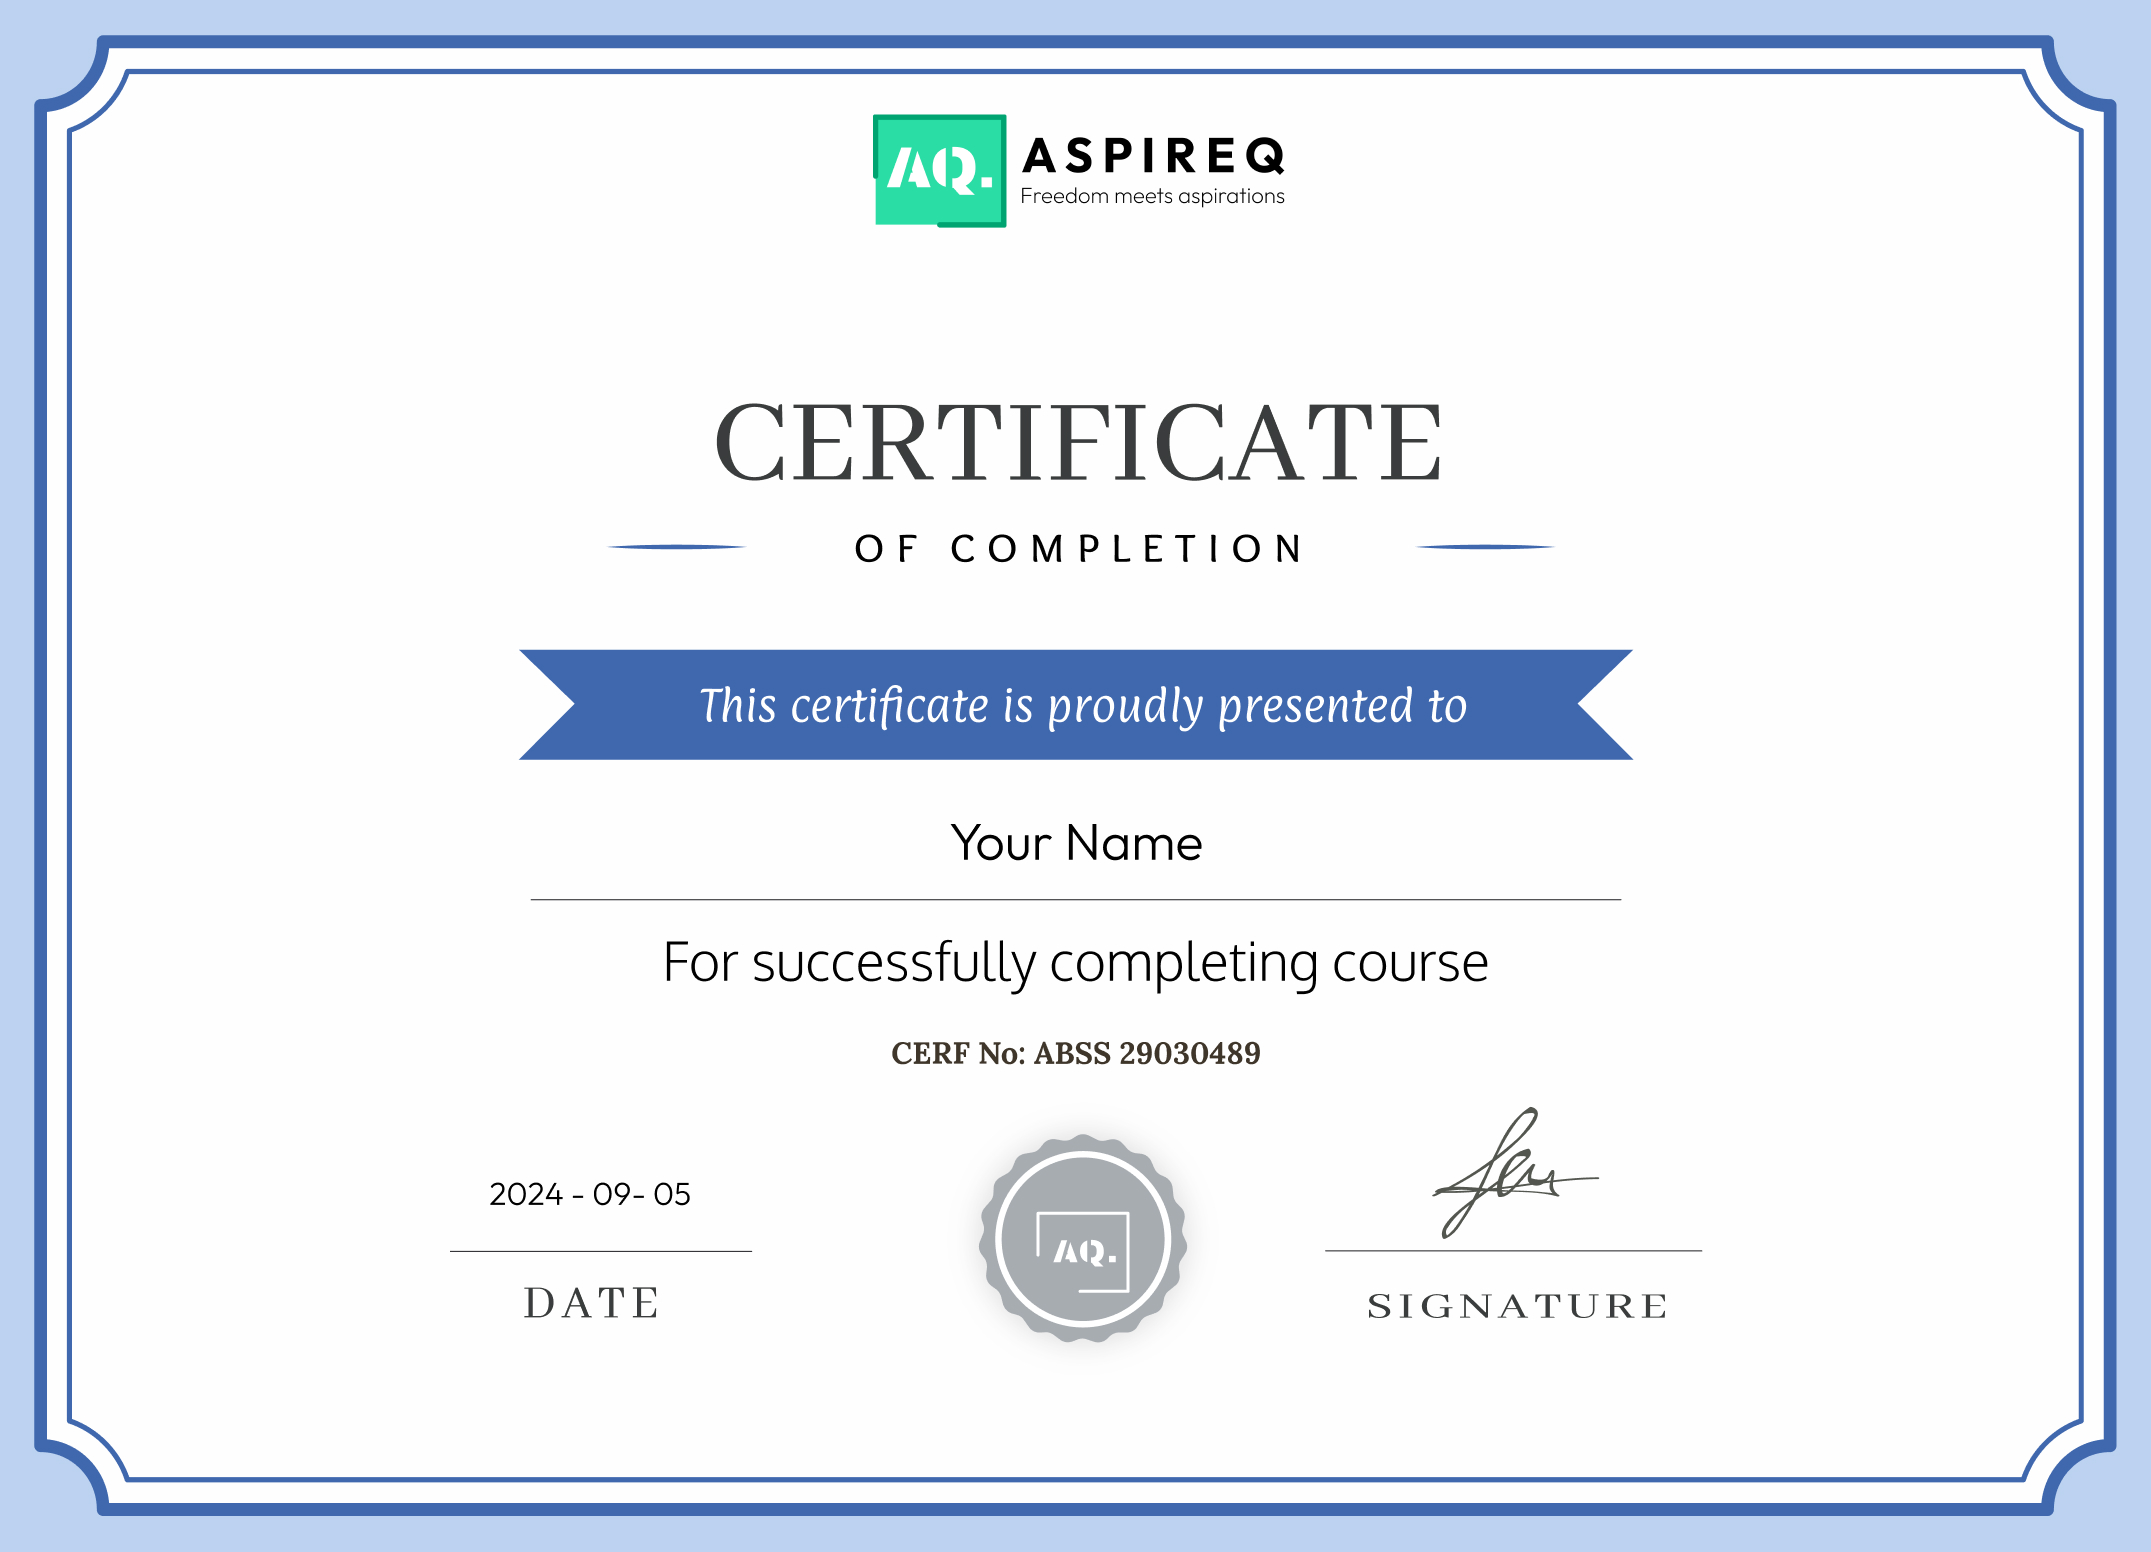 AQ.
ASPIREQ
Freedom meets aspirations
CERTIFICATE
OF COMPLETION
This certificate is proudly presented to
Your Name
For successfully completing course
CERF No: ABSS 29030489
2024 - 09- 05
DATE
AQ.
SIGNATURE